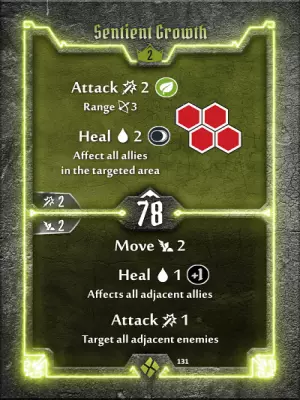 Sentient Growth
2
Attack 2
Range 3
Heal 2
Affect all allies
in the targeted area
2
78
2
Move 2
Heal 1 +1
Affects all adjacent allies
Attack 1
Target all adjacent enemies
131